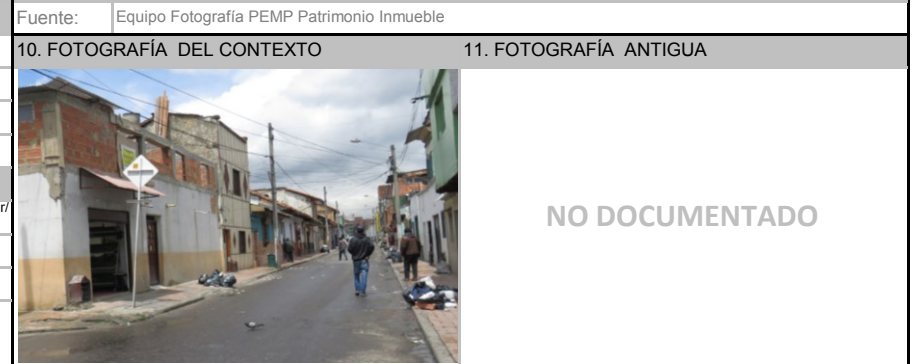 Fuente: Equipo Fotografía PEMP Patrimonio Inmueble
10. FOTOGRAFÍA DEL CONTEXTO 11. FOTOGRAFÍA ANTIGUA
r/
NO DOCUMENTADO